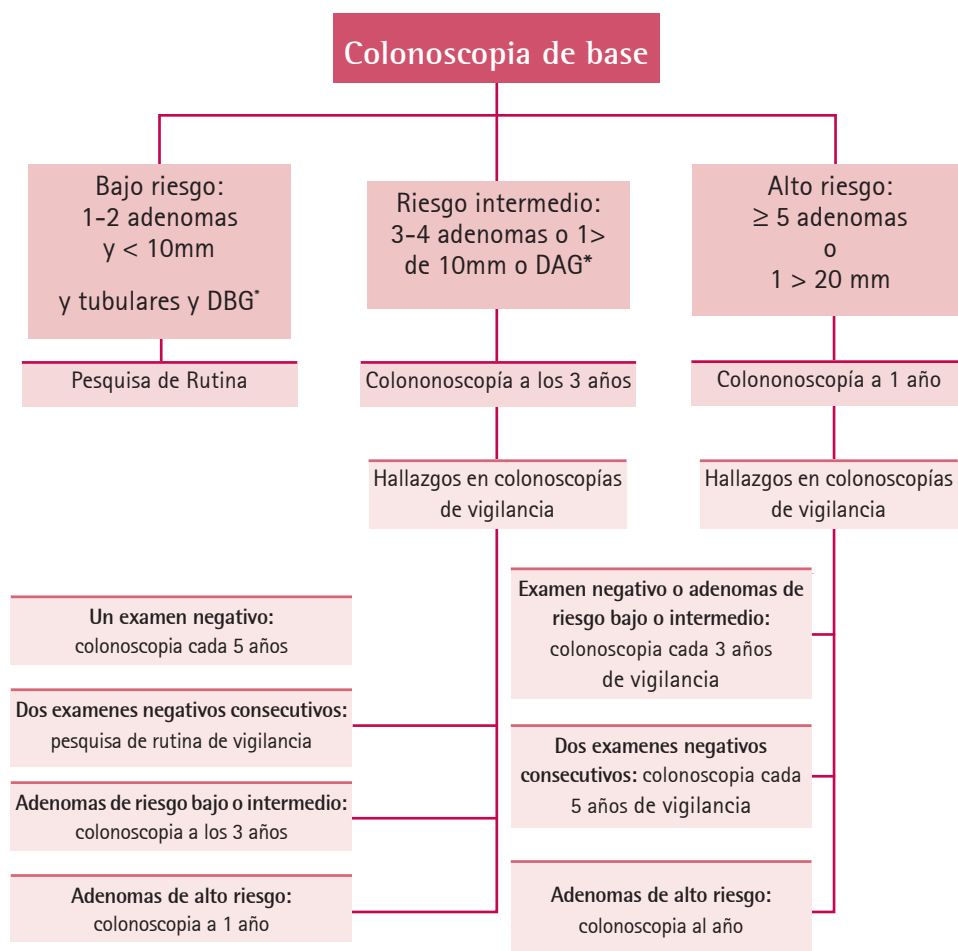 Colonoscopia de base
Bajo riesgo:
1-2 adenomas
y < 10mm
y tubulares y DBG*
Riesgo intermedio:
3-4 adenomas o 1>
de 10mm o DAG*
Alto riesgo:
≥ 5 adenomas
o
1 > 20 mm
Pesquisa de Rutina
Colononoscopía a los 3 años
Colononoscopía a 1 año
Hallazgos en colonoscopías
de vigilancia
Hallazgos en colonoscopías
de vigilancia
Un examen negativo:
colonoscopia cada 5 años
Dos examenes negativos consecutivos:
pesquisa de rutina de vigilancia
Adenomas de riesgo bajo o intermedio:
colonoscopia a los 3 años
Adenomas de alto riesgo:
colonoscopia a 1 año
Examen negativo o adenomas de
riesgo bajo o intermedio:
colonoscopia cada 3 años
de vigilancia
Dos examenes negativos
consecutivos: colonoscopia cada
5 años de vigilancia
Adenomas de alto riesgo:
colonoscopia al año